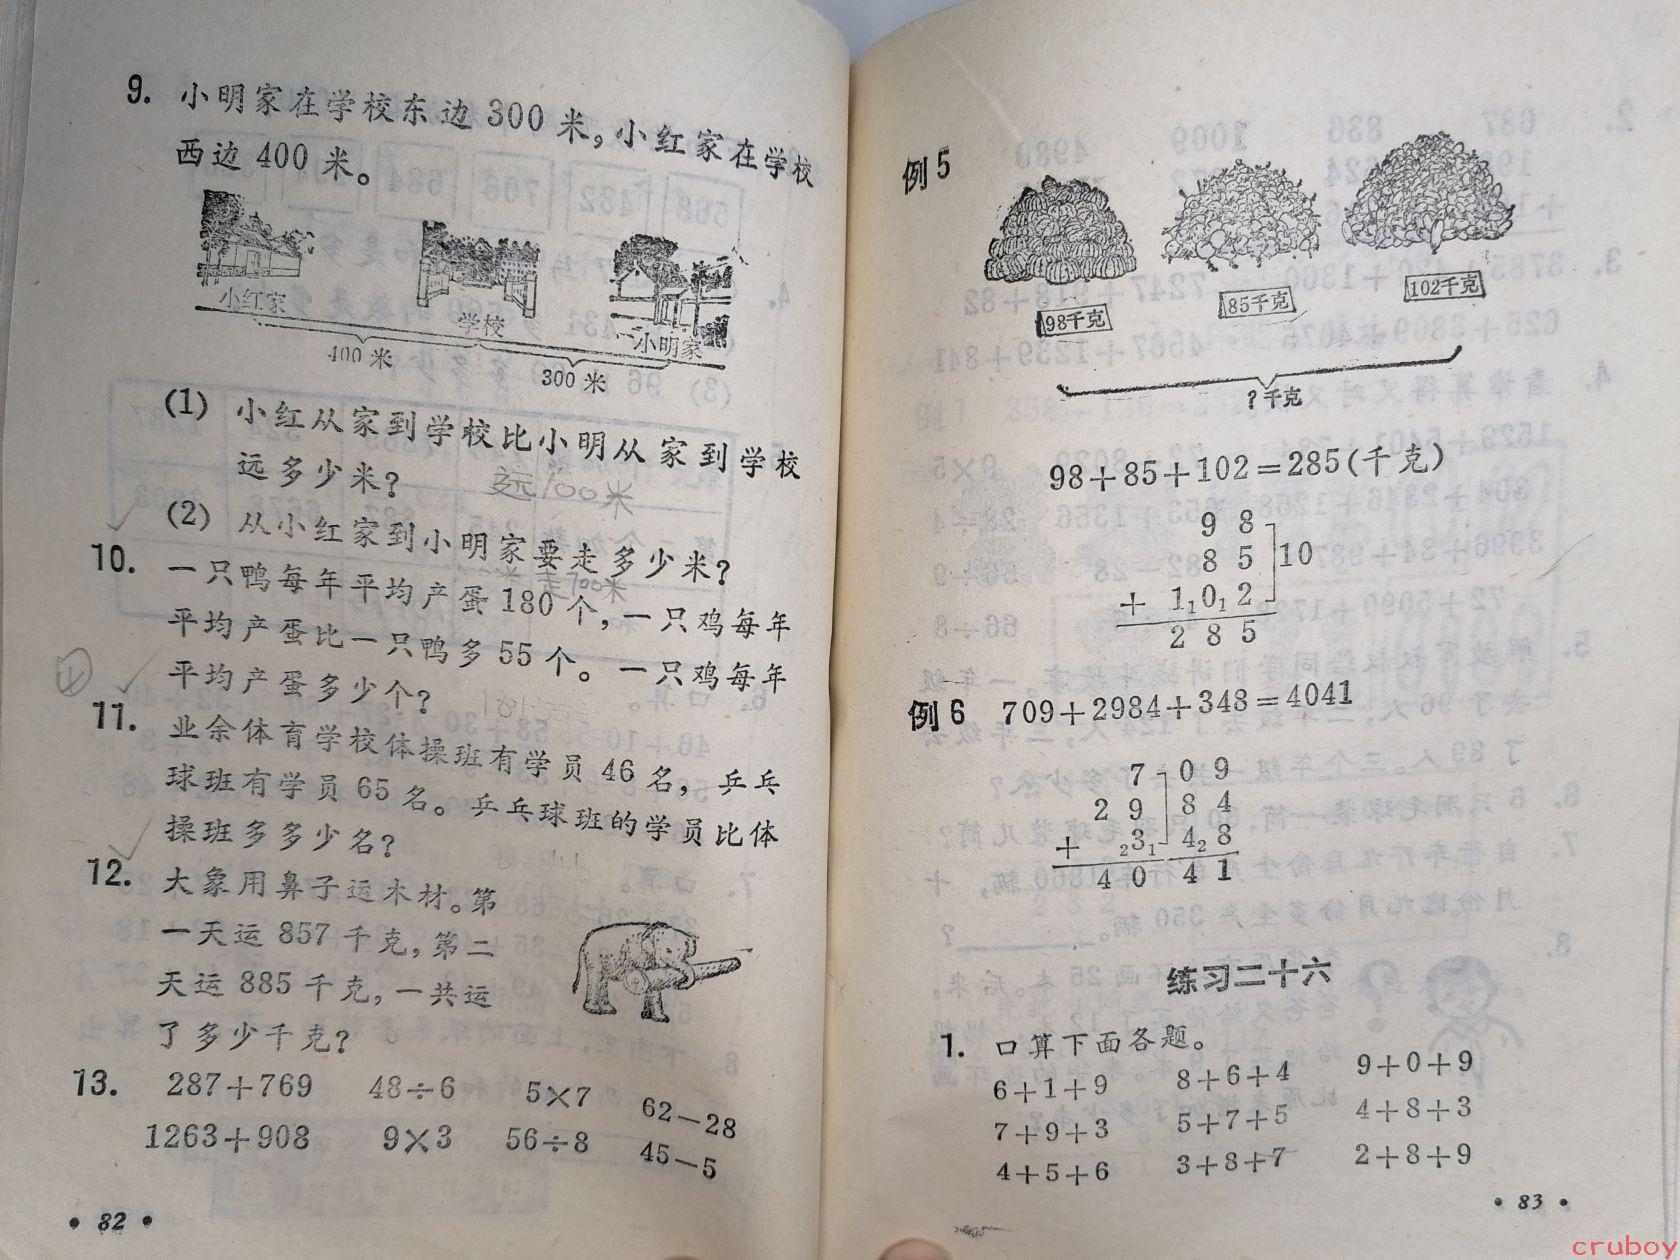 9. 小明家在学校东边300米,小红家在学校
西边400米。
小红家
学校
小明家
400 米
300 米
(1) 小红从家到学校比小明从家到学校
远多少米?
远100米
(2) 从小红家到小明家要走多少米?
走700米
10. 一只鸭每年平均产蛋180个,一只鸡每年
平均产蛋比一只鸭多55个。一只鸡每年
平均产蛋多少个?
11. 业余体育学校体操班有学员46名,乒乓
球班有学员65名。乒乓球班的学员比体
操班多多少名?
12. 大象用鼻子运木材。第
一天运857千克,第二
天运885千克,一共运
了多少千克?
13. 287+769 48÷6 5×7 62-28
1263+908 9×3 56÷8 45-5
• 82 •
例5
98千克
85千克
102千克
?千克
98+85+102=285(千克)
9 8
8 5
10
+ 1₁0₁2
2 8 5
例6 709+2984+348=4041
7 0 9
2 9 8 4
+ ₂3₁ 4₂8
4 0 4 1
练习二十六
1. 口算下面各题。
6+1+9 8+6+4 9+0+9
7+9+3 5+7+5 4+8+3
4+5+6 3+8+7 2+8+9
• 83 •
cruboy